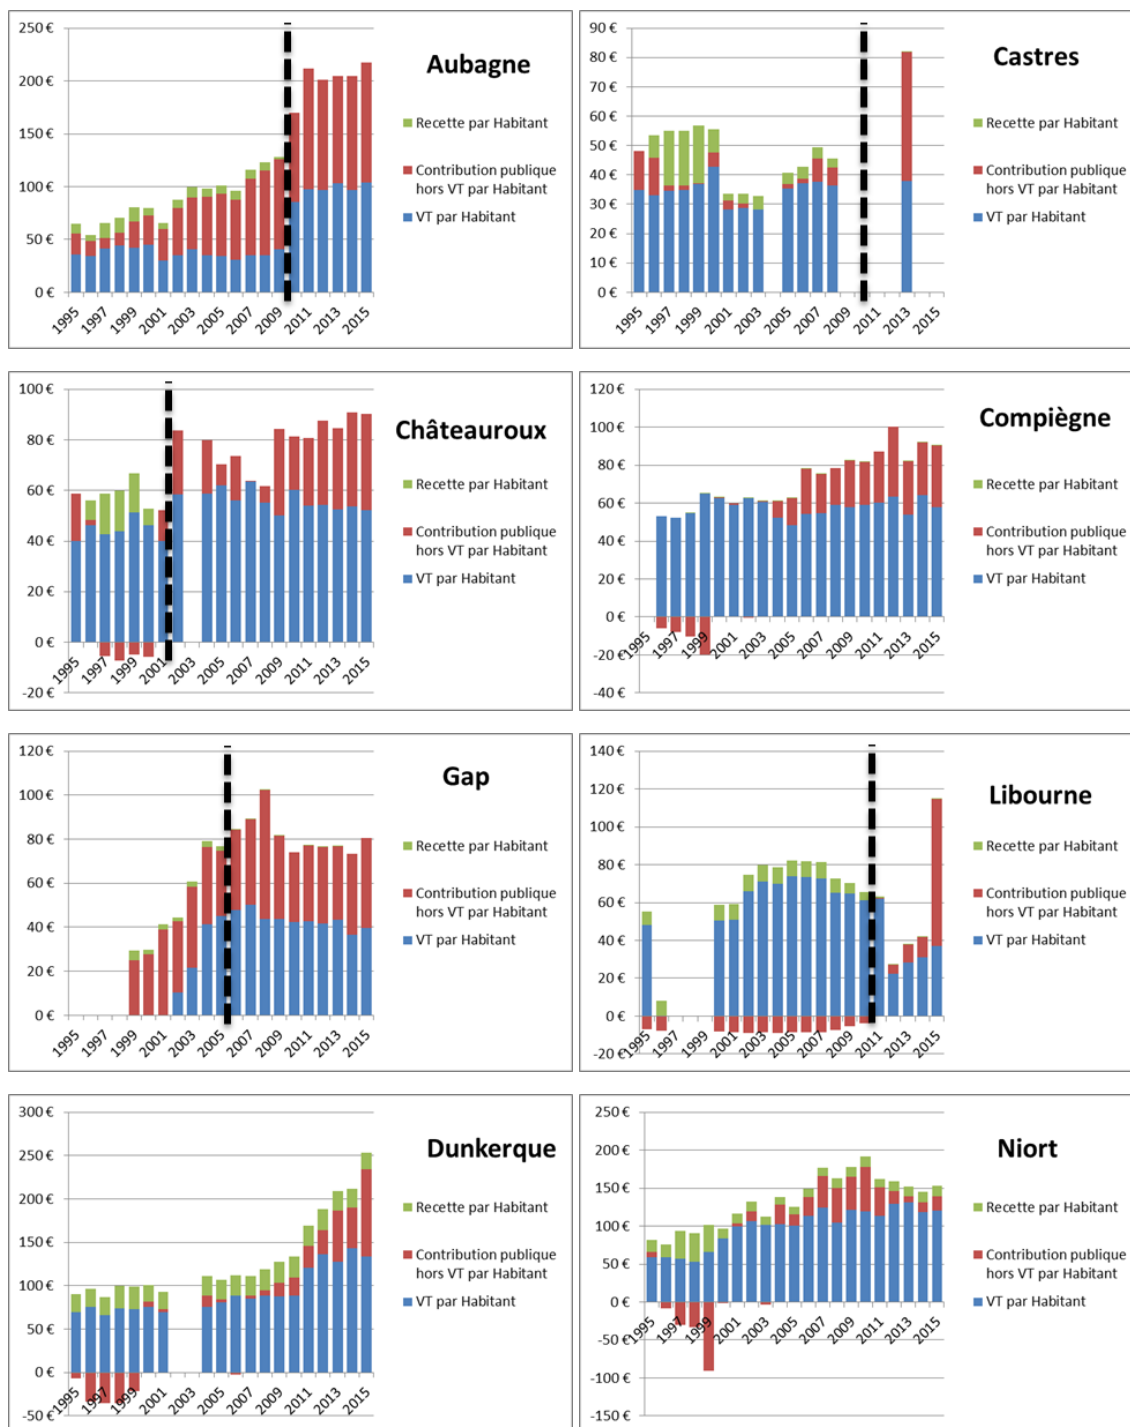 Aubagne
250 €
200 €
150 €
100 €
50 €
0 €
1995 1997 1999 2001 2003 2005 2007 2009 2011 2013 2015
Recette par Habitant
Contribution publique
hors VT par Habitant
VT par Habitant
Castres
90 €
80 €
70 €
60 €
50 €
40 €
30 €
20 €
10 €
0 €
1995 1997 1999 2001 2003 2005 2007 2009 2011 2013 2015
Recette par Habitant
Contribution publique
hors VT par Habitant
VT par Habitant
Châteauroux
100 €
80 €
60 €
40 €
20 €
0 €
-20 €
1995 1997 1999 2001 2003 2005 2007 2009 2011 2013 2015
Recette par Habitant
Contribution publique
hors VT par Habitant
VT par Habitant
Compiègne
120 €
100 €
80 €
60 €
40 €
20 €
0 €
-20 €
-40 €
1995 1997 1999 2001 2003 2005 2007 2009 2011 2013 2015
Recette par Habitant
Contribution publique
hors VT par Habitant
VT par Habitant
Gap
120 €
100 €
80 €
60 €
40 €
20 €
0 €
1995 1997 1999 2001 2003 2005 2007 2009 2011 2013 2015
Recette par Habitant
Contribution publique
hors VT par Habitant
VT par Habitant
Libourne
140 €
120 €
100 €
80 €
60 €
40 €
20 €
0 €
-20 €
1995 1997 1999 2001 2003 2005 2007 2009 2011 2013 2015
Recette par Habitant
Contribution publique
hors VT par Habitant
VT par Habitant
Dunkerque
300 €
250 €
200 €
150 €
100 €
50 €
0 €
-50 €
1995 1997 1999 2001 2003 2005 2007 2009 2011 2013 2015
Recette par Habitant
Contribution publique
hors VT par Habitant
VT par Habitant
Niort
250 €
200 €
150 €
100 €
50 €
0 €
-50 €
-100 €
-150 €
1995 1997 1999 2001 2003 2005 2007 2009 2011 2013 2015
Recette par Habitant
Contribution publique
hors VT par Habitant
VT par Habitant